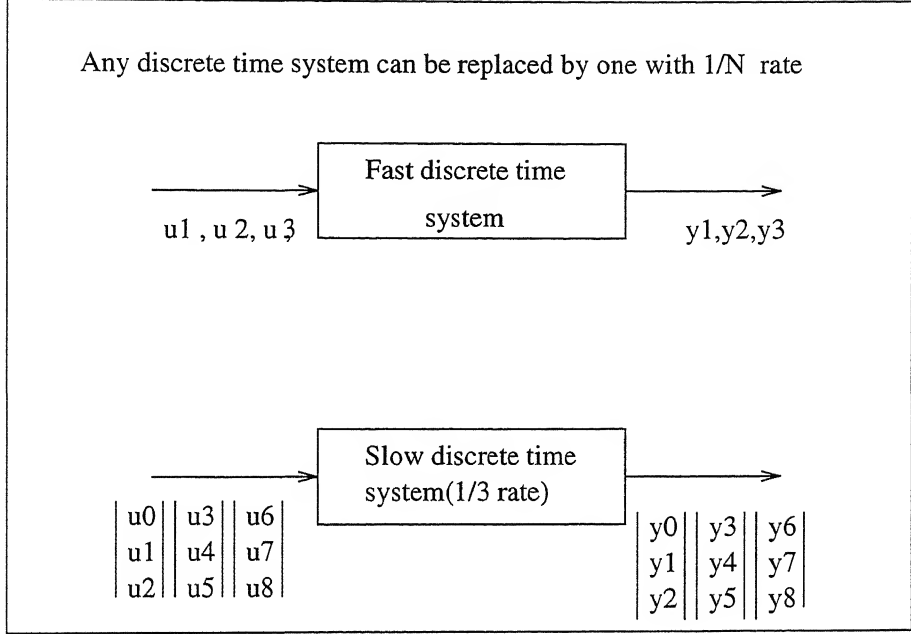 Any discrete time system can be replaced by one with 1/N rate
Fast discrete time
system
u1 , u 2, u 3
y1,y2,y3
Slow discrete time
system(1/3 rate)
u0 u3 u6
u1 u4 u7
u2 u5 u8
y0 y3 y6
y1 y4 y7
y2 y5 y8